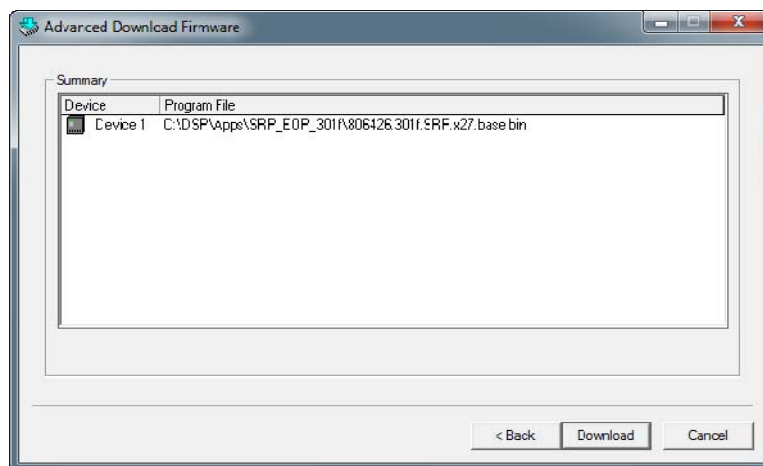 Advanced Download Firmware
Summary
Device Program File
Device 1 C:\DSP\Apps\SRP_EOP_301f\806426.301f.SRF.x27.base bin
< Back Download Cancel